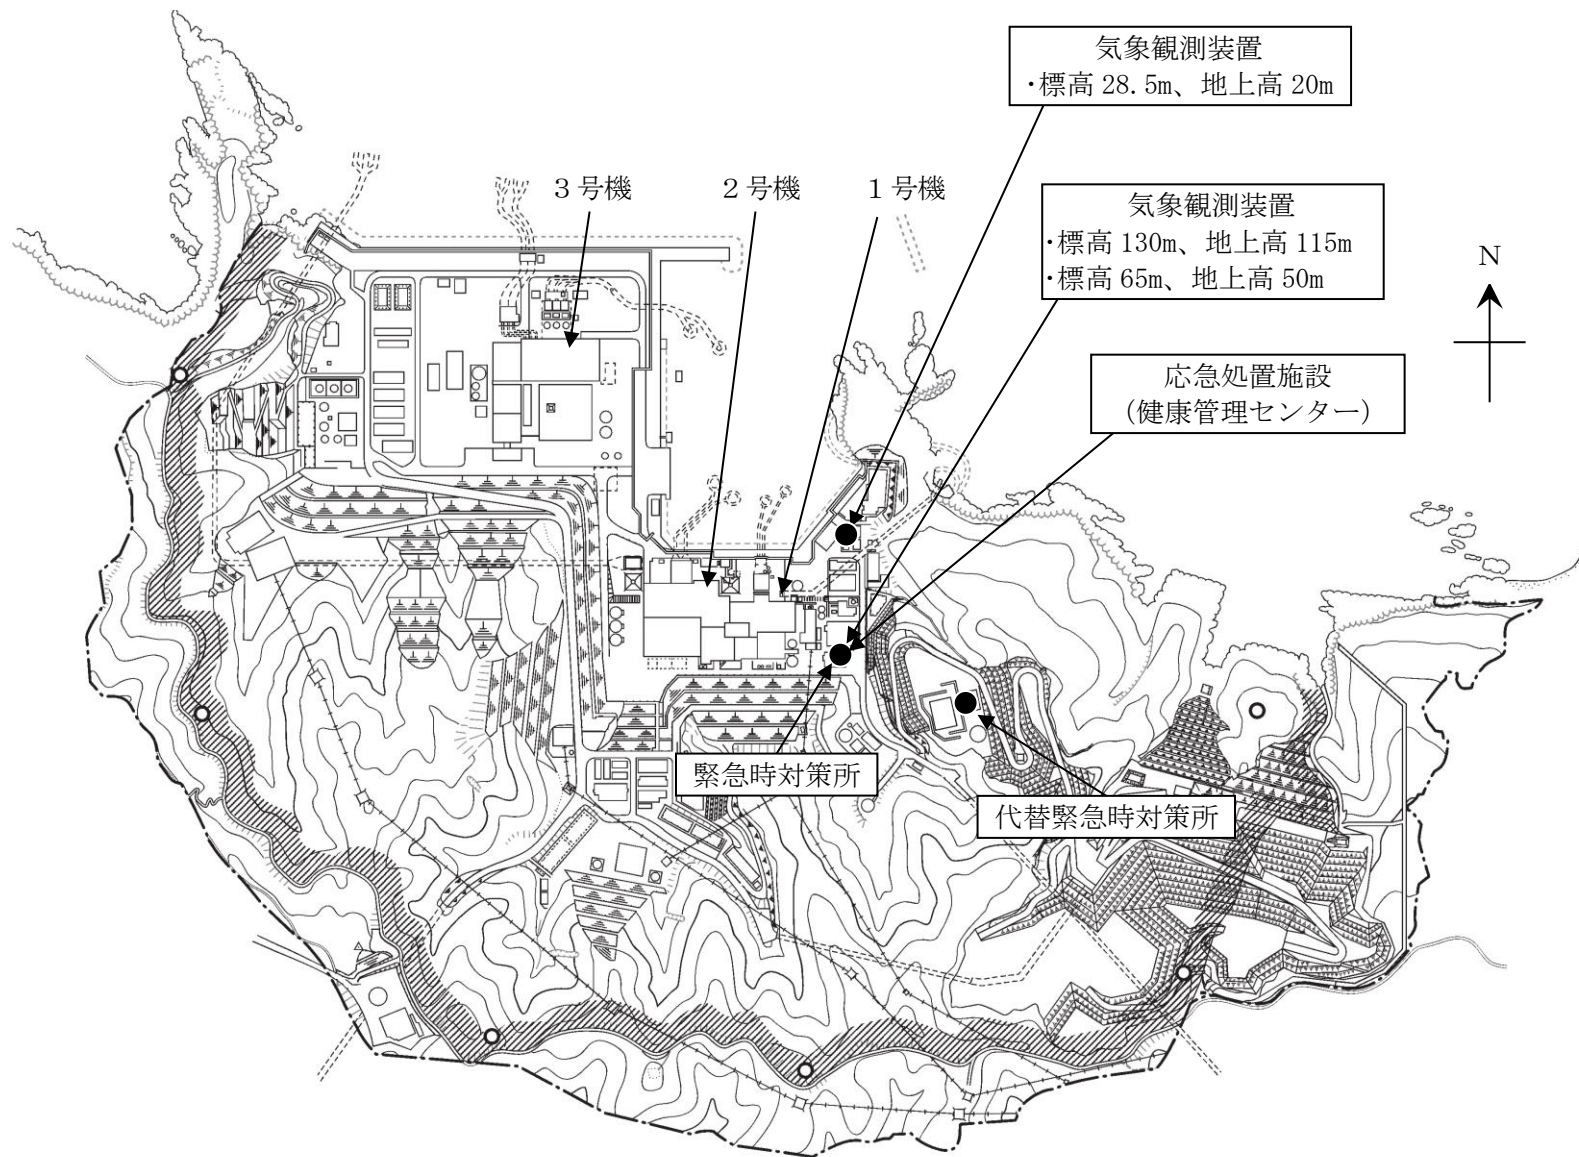 気象観測装置
・標高 28.5m、地上高 20m
3号機
2号機
1号機
気象観測装置
・標高 130m、地上高 115m
・標高 65m、地上高 50m
N
応急処置施設
(健康管理センター)
緊急時対策所
代替緊急時対策所